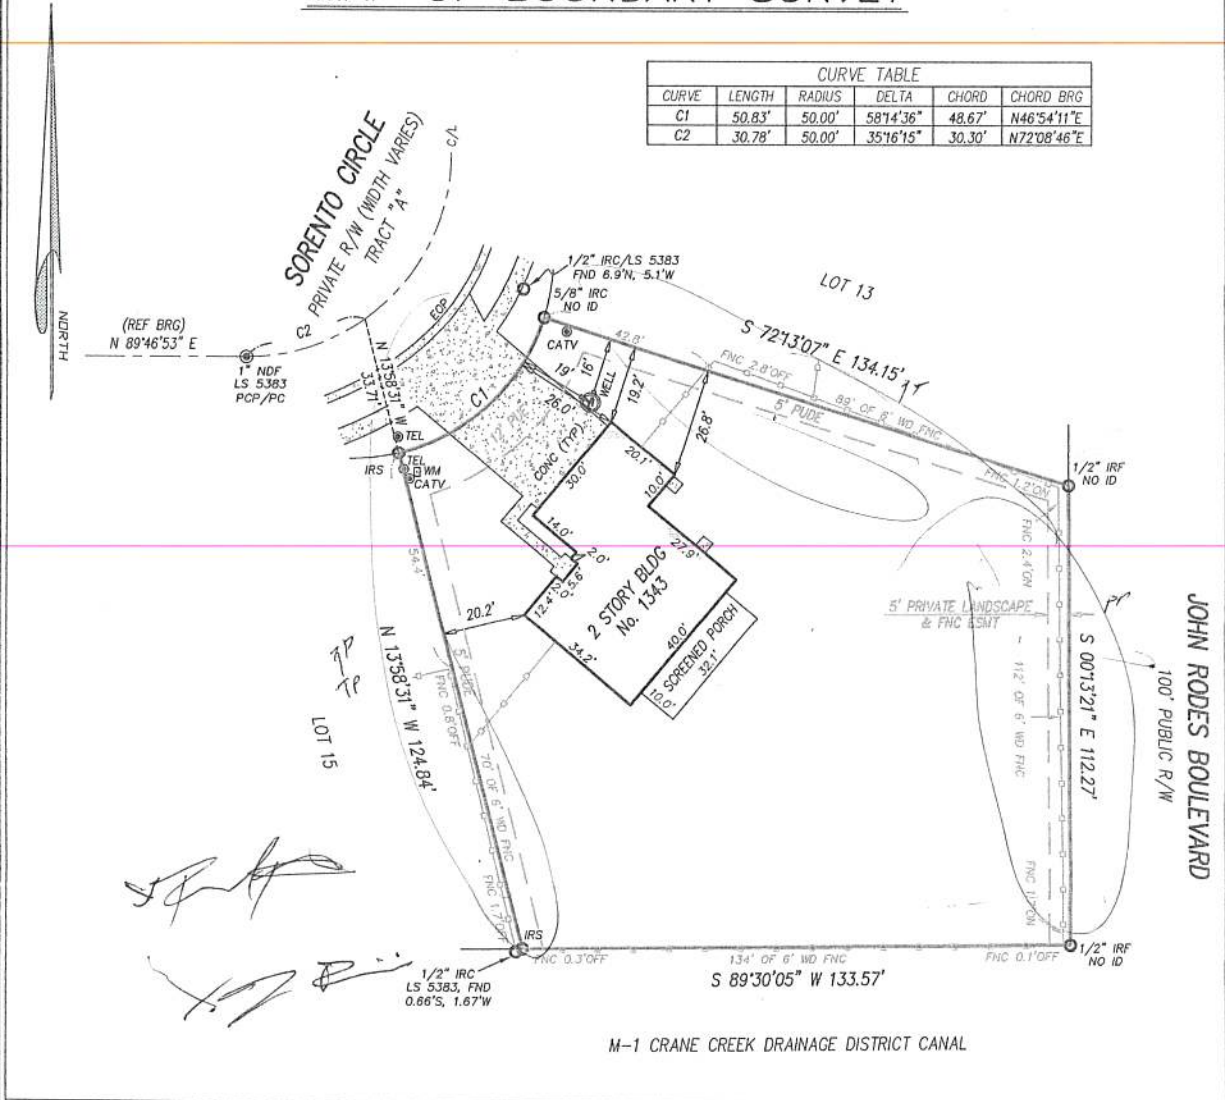 BOUNDARY SURVEY
CURVE TABLE
CURVE LENGTH RADIUS DELTA CHORD CHORD BRG
C1 50.83' 50.00' 58°14'36" 48.67' N46°54'11"E
C2 30.78' 50.00' 35°16'15" 30.30' N72°08'46"E
NORTH
SORENTO CIRCLE
PRIVATE R/W (WIDTH VARIES)
TRACT "A"
C/L
(REF BRG)
N 89°46'53" E
C2
1" NDF
LS 5383
PCP/PC
EOP
N 13°58'31" W
33.71'
C1
1/2" IRC/LS 5383
FND 6.9'N, 5.1'W
5/8" IRC
NO ID
CATV
LOT 13
S 72°13'07" E 134.15'
42.8'
FNC 2.8'OFF
89' OF 6' WD FNC
5' PUDE
FNC 1.2'ON
1/2" IRF
NO ID
19'
16'
WELL
19.2'
26.0'
26.8'
12' PUE
CONC (TYP)
30.0'
20.1'
10.0'
TEL
IRS
TEL
WM
CATV
14.0'
2.0'
27.9'
5.6'
2.0'
12.4'
2 STORY BLDG
No. 1343
34.2'
40.0'
SCREENED PORCH
32.1'
10.0'
54.4'
20.2'
N 13°58'31" W 124.84'
5' PUDE
FNC 0.8'OFF
70' OF 6' WD FNC
FNC 1.7'OFF
TP
TP
LOT 15
FNC 2.4'ON
5' PRIVATE LANDSCAPE
& FNC ESMT
112' OF 6' WD FNC
FNC 1.7'ON
S 00°13'21" E 112.27'
100' PUBLIC R/W
JOHN RODES BOULEVARD
IRS
1/2" IRC
LS 5383, FND
0.66'S, 1.67'W
FNC 0.3'OFF
134' OF 6' WD FNC
FNC 0.1'OFF
S 89°30'05" W 133.57'
1/2" IRF
NO ID
M-1 CRANE CREEK DRAINAGE DISTRICT CANAL